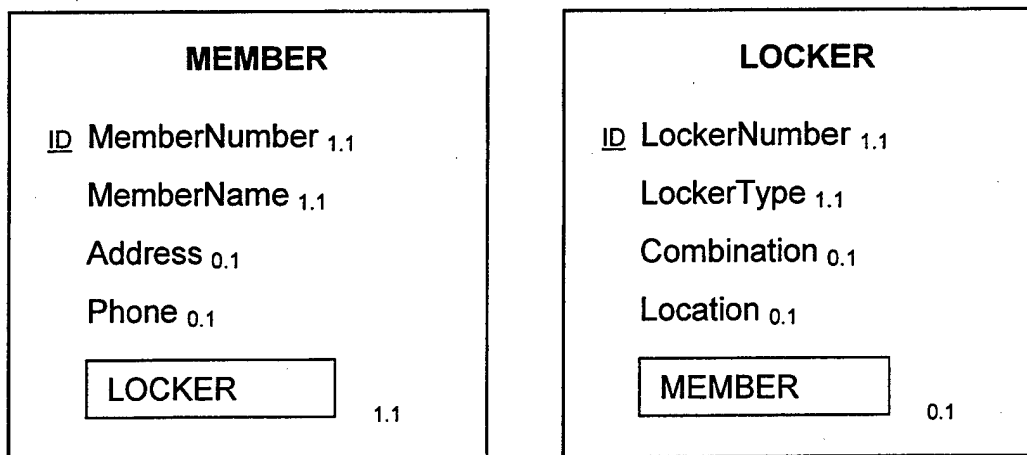 MEMBER
ID MemberNumber 1.1
MemberName 1.1
Address 0.1
Phone 0.1
LOCKER 1.1
LOCKER
ID LockerNumber 1.1
LockerType 1.1
Combination 0.1
Location 0.1
MEMBER 0.1